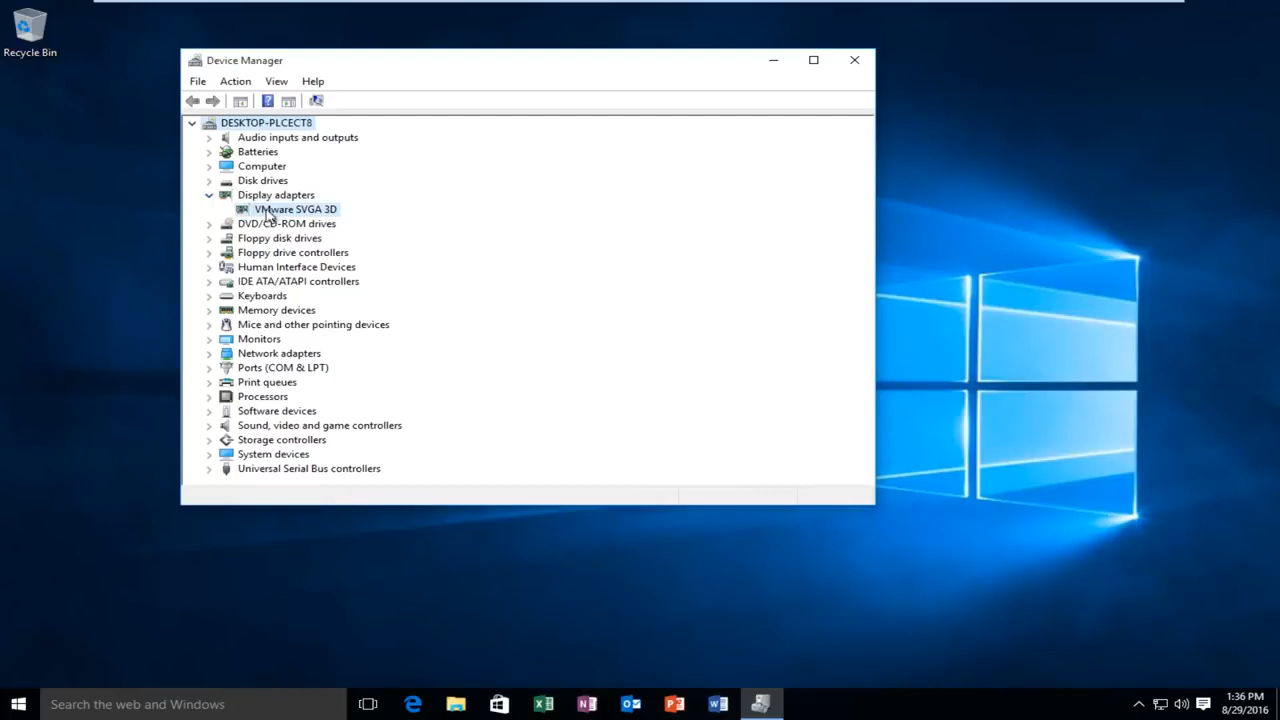 Recycle Bin
Device Manager
File Action View Help
DESKTOP-PLCECT8
Audio inputs and outputs
Batteries
Computer
Disk drives
Display adapters
VMware SVGA 3D
DVD/CD-ROM drives
Floppy disk drives
Floppy drive controllers
Human Interface Devices
IDE ATA/ATAPI controllers
Keyboards
Memory devices
Mice and other pointing devices
Monitors
Network adapters
Ports (COM & LPT)
Print queues
Processors
Software devices
Sound, video and game controllers
Storage controllers
System devices
Universal Serial Bus controllers
Search the web and Windows
1:36 PM
8/29/2016